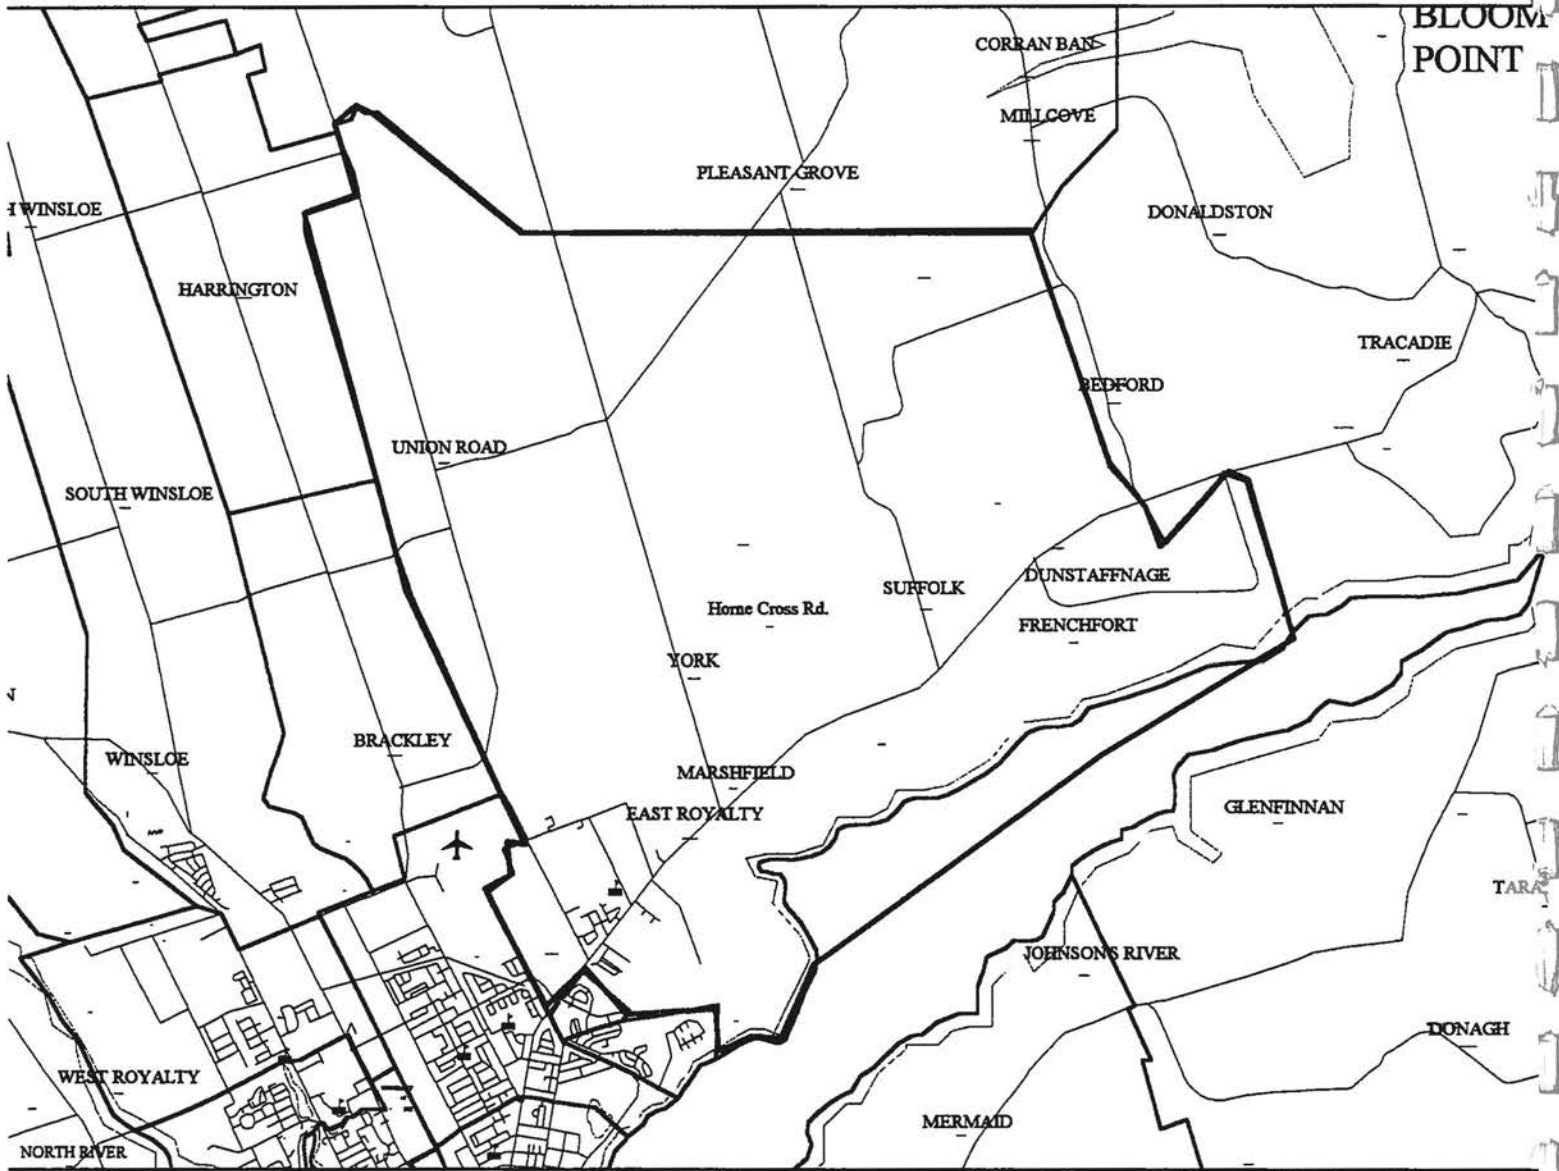 BLOOM
POINT
CORRAN BAN
MILLCOVE
PLEASANT GROVE
H WINSLOE
DONALDSTON
HARRINGTON
TRACADIE
BEDFORD
UNION ROAD
SOUTH WINSLOE
DUNSTAFFNAGE
SUFFOLK
Horne Cross Rd.
FRENCHFORT
YORK
BRACKLEY
WINSLOE
MARSHFIELD
GLENFINNAN
EAST ROYALTY
TARA
JOHNSON'S RIVER
DONAGH
WEST ROYALTY
MERMAID
NORTH RIVER